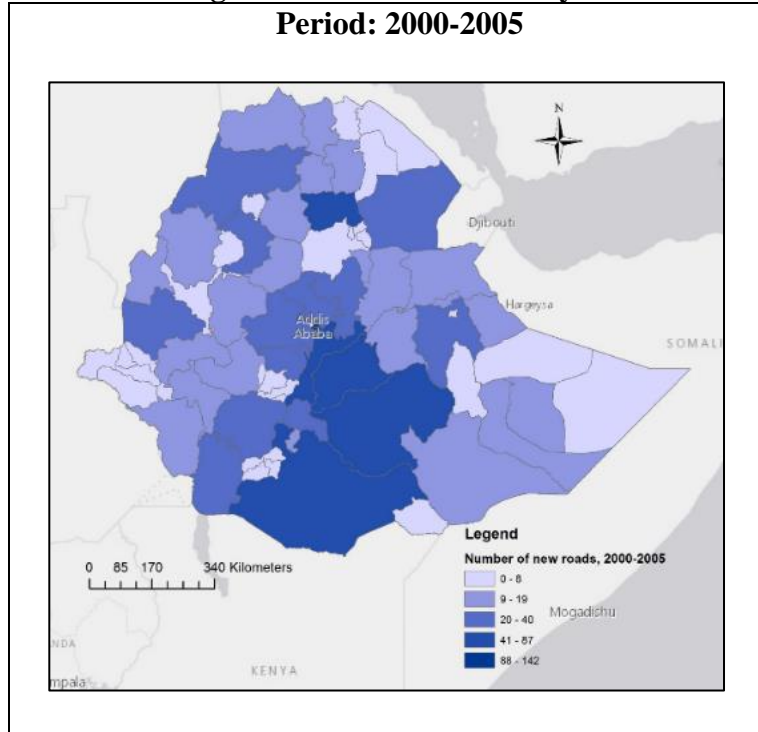 Period: 2000-2005
N
Djibouti
Hargeysa
SOMALI
Addis
Ababa
Legend
Number of new roads, 2000-2005
0 - 8
9 - 19
20 - 40
41 - 87
88 - 142
0 85 170 340 Kilometers
Mogadishu
NDA
KENYA
mpala